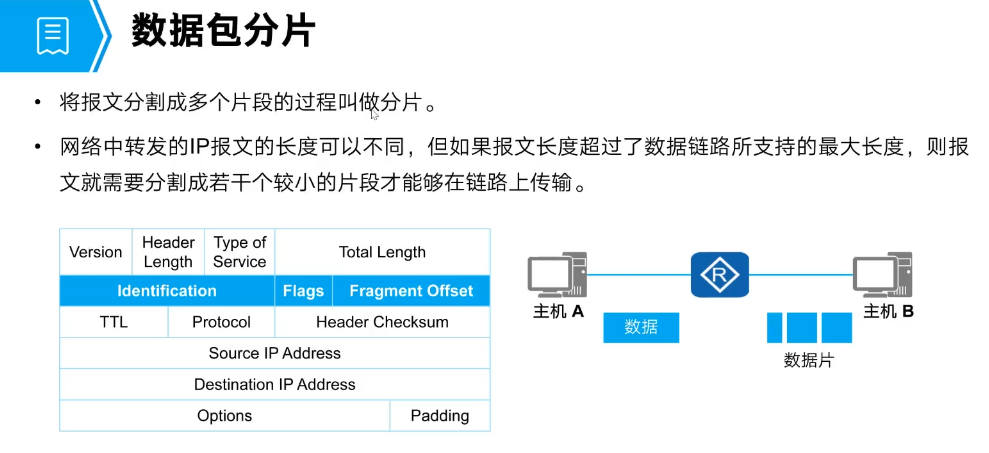 数据包分片
• 将报文分割成多个片段的过程叫做分片。
• 网络中转发的IP报文的长度可以不同，但如果报文长度超过了数据链路所支持的最大长度，则报
文就需要分割成若干个较小的片段才能够在链路上传输。
Version Header Length Type of Service Total Length
Identification Flags Fragment Offset
TTL Protocol Header Checksum
Source IP Address
Destination IP Address
Options Padding
R
主机 A
主机 B
数据
数据片